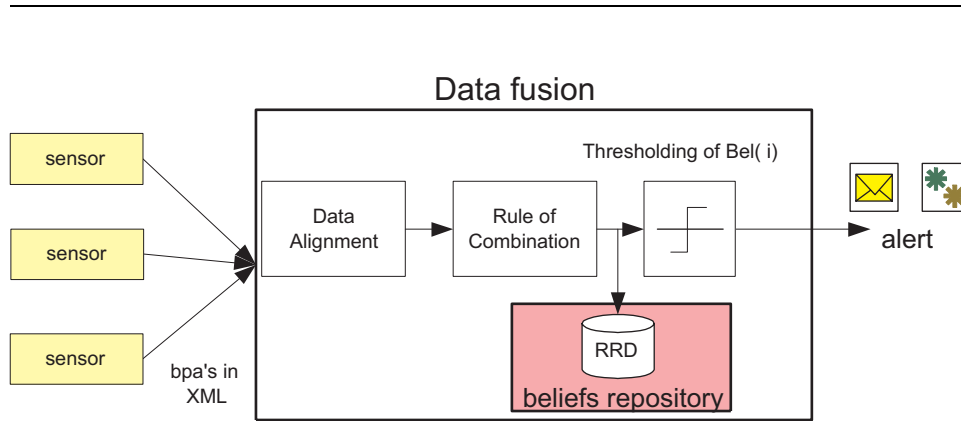 Data fusion
sensor
sensor
sensor
bpa's in
XML
Data
Alignment
Rule of
Combination
Thresholding of Bel( i)
RRD
beliefs repository
alert